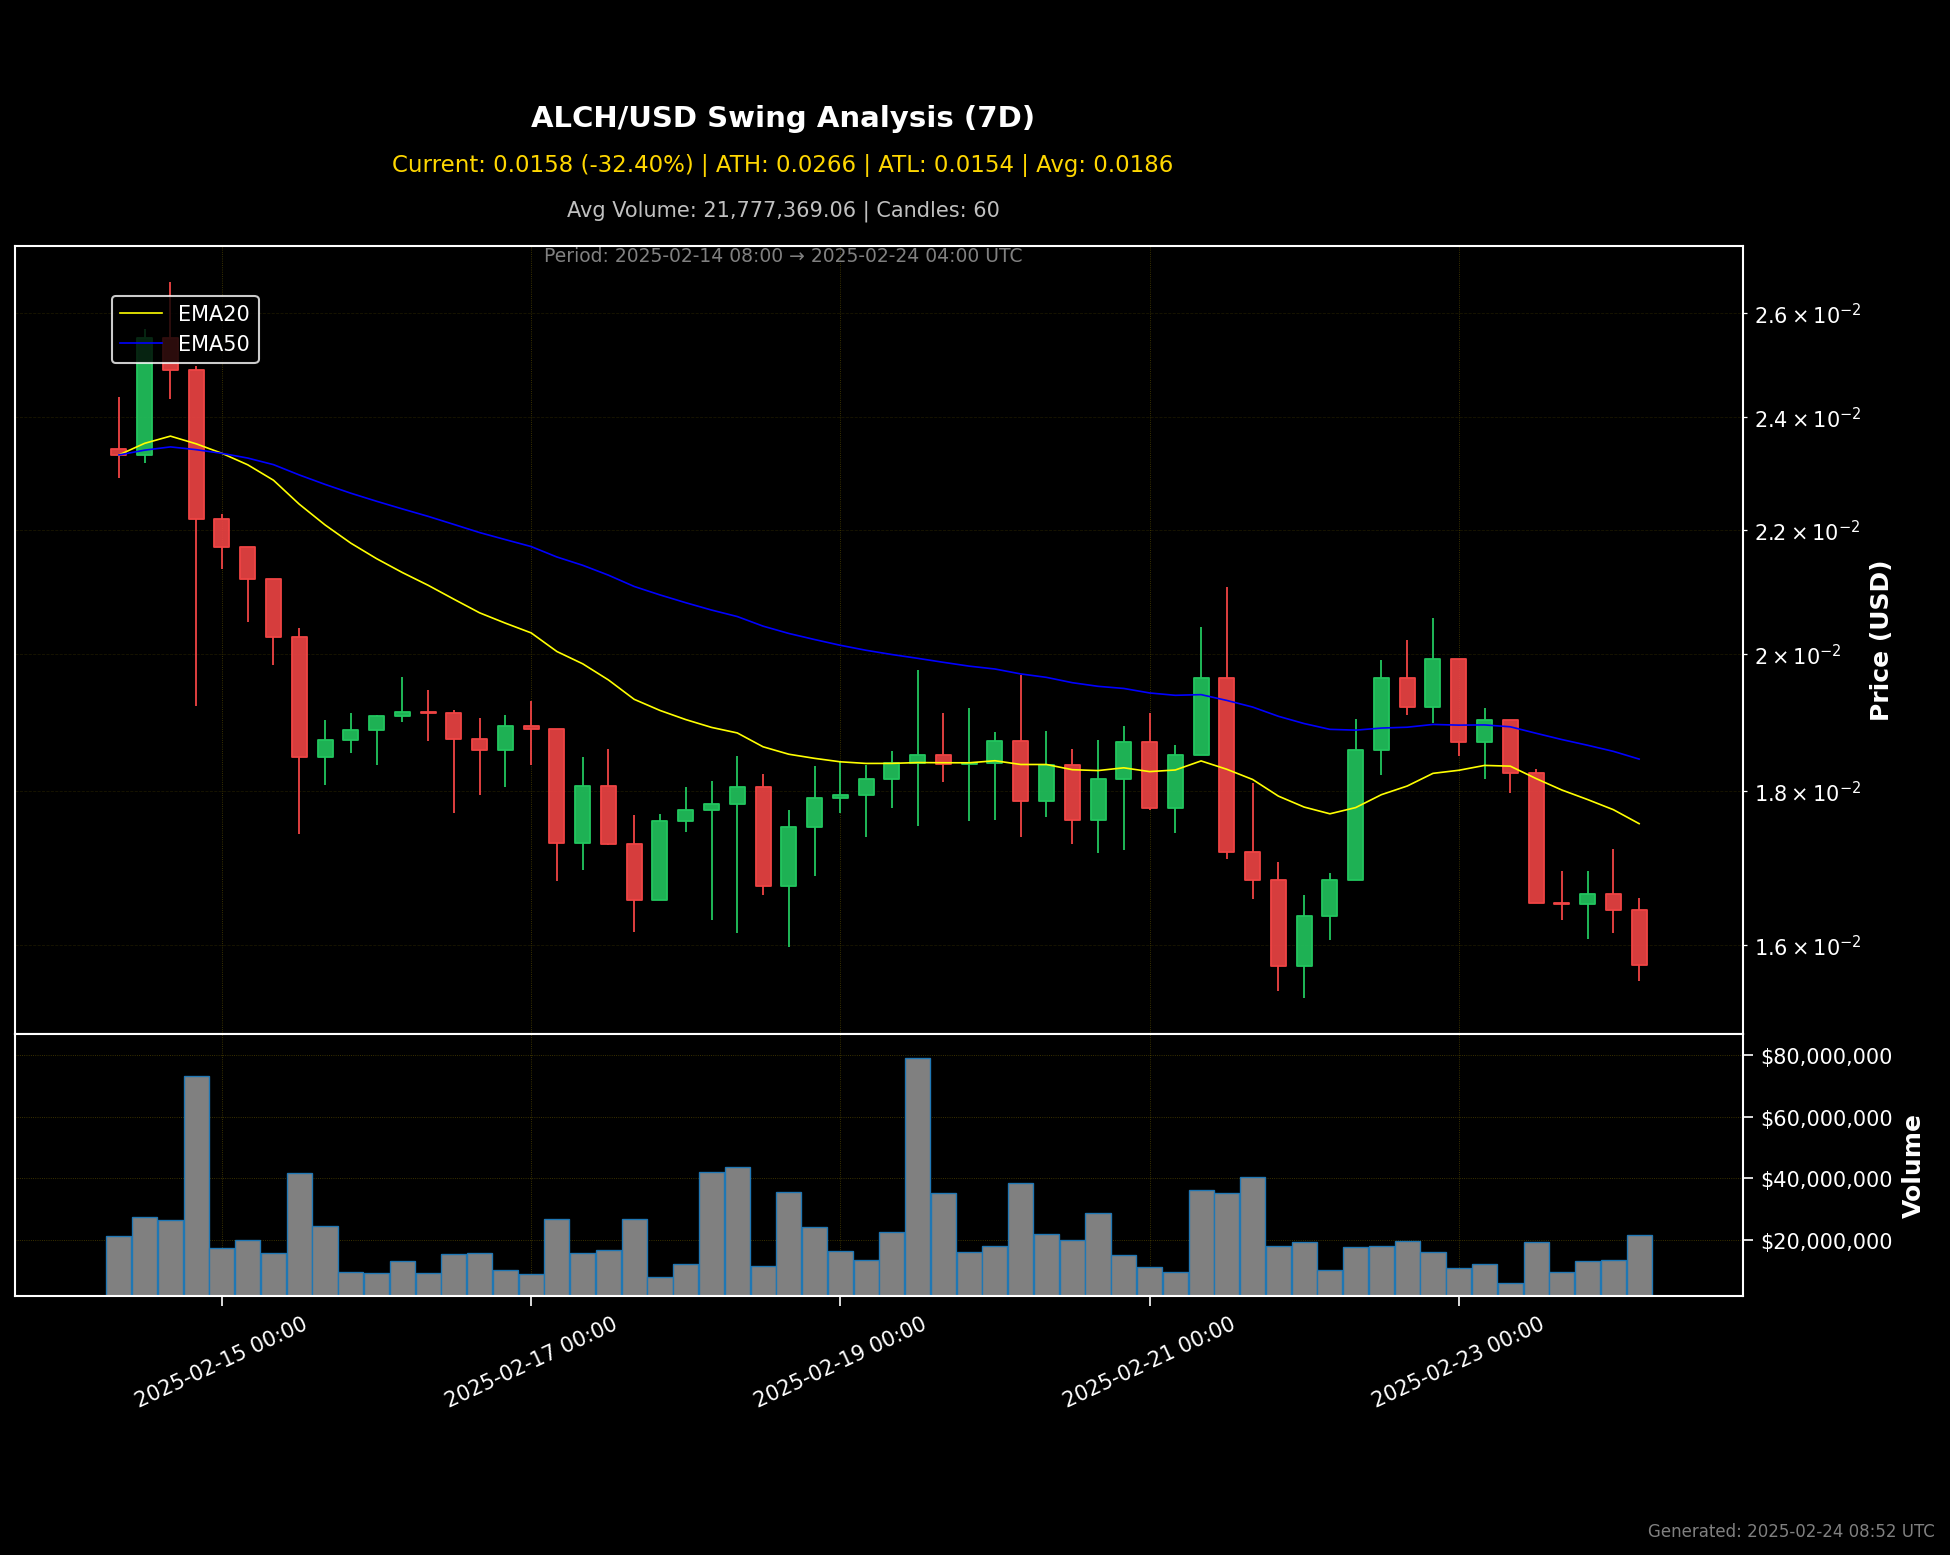 ALCH/USD Swing Analysis (7D)
Current: 0.0158 (-32.40%) | ATH: 0.0266 | ATL: 0.0154 | Avg: 0.0186
Avg Volume: 21,777,369.06 | Candles: 60
Period: 2025-02-14 08:00 → 2025-02-24 04:00 UTC
EMA20
EMA50
2.6 × 10⁻²
2.4 × 10⁻²
2.2 × 10⁻²
2 × 10⁻²
1.8 × 10⁻²
1.6 × 10⁻²
Price (USD)
$80,000,000
$60,000,000
$40,000,000
$20,000,000
Volume
2025-02-15 00:00
2025-02-17 00:00
2025-02-19 00:00
2025-02-21 00:00
2025-02-23 00:00
Generated: 2025-02-24 08:52 UTC